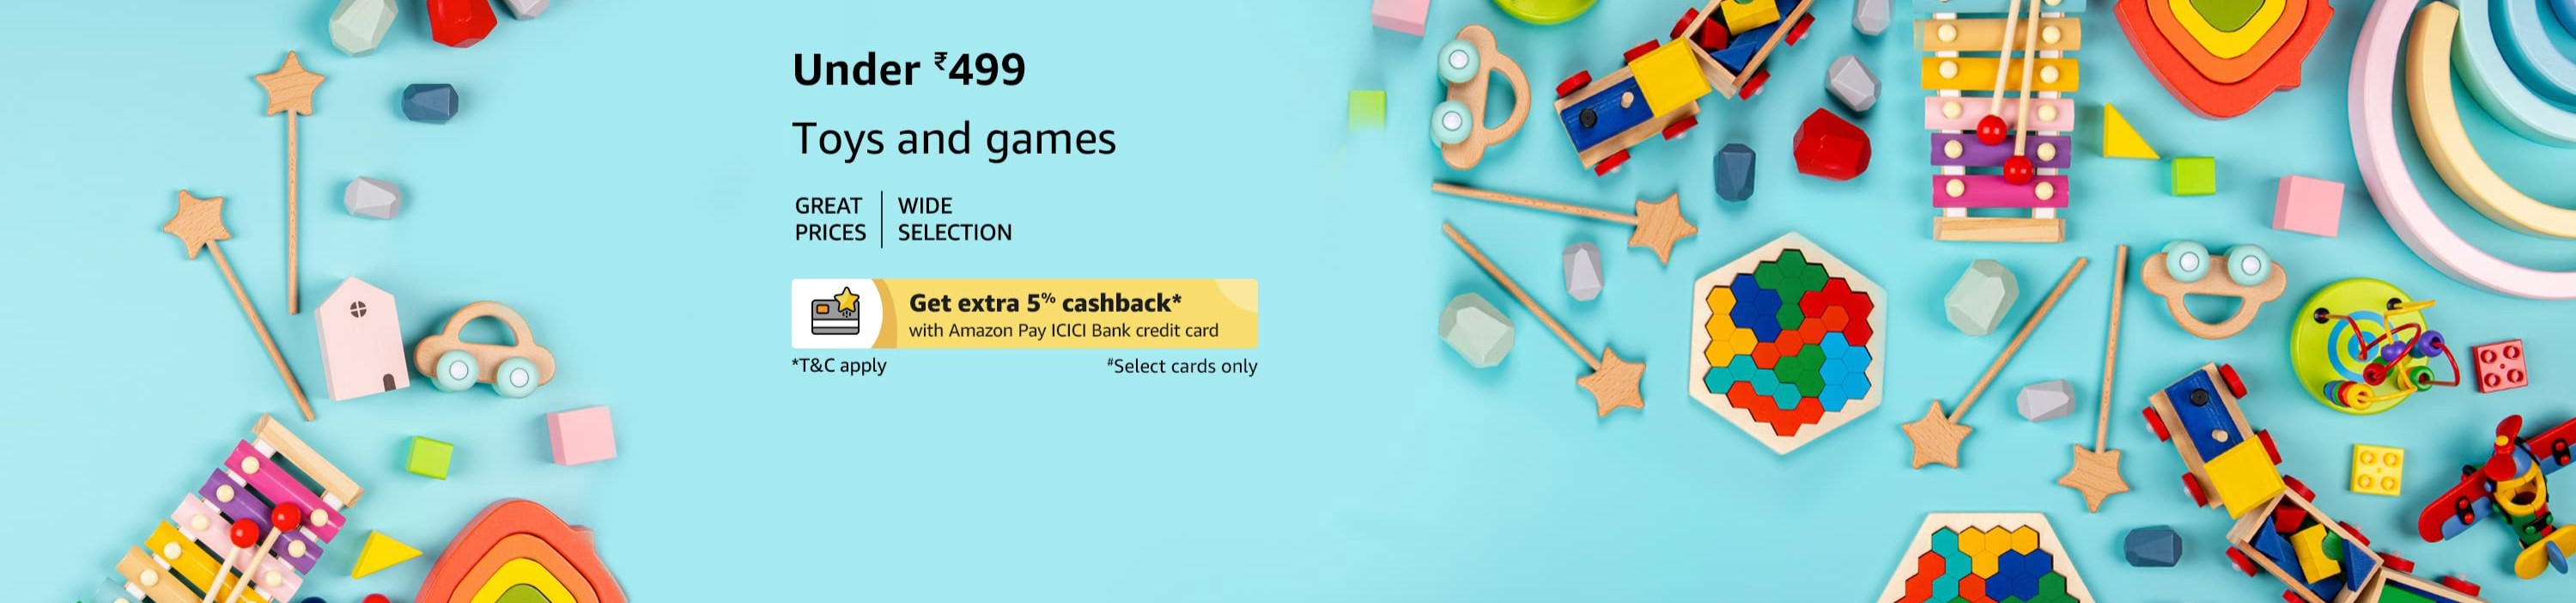 Under ₹499
Toys and games
GREAT PRICES | WIDE SELECTION
Get extra 5% cashback*
with Amazon Pay ICICI Bank credit card
*T&C apply
#Select cards only